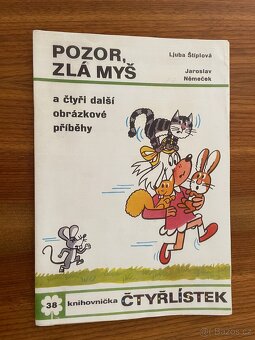 POZOR,
ZLÁ MYŠ
Ljuba Štíplová
Jaroslav
Němeček
a čtyři další
obrázkové
příběhy
38
knihovnička ČTYŘLÍSTEK